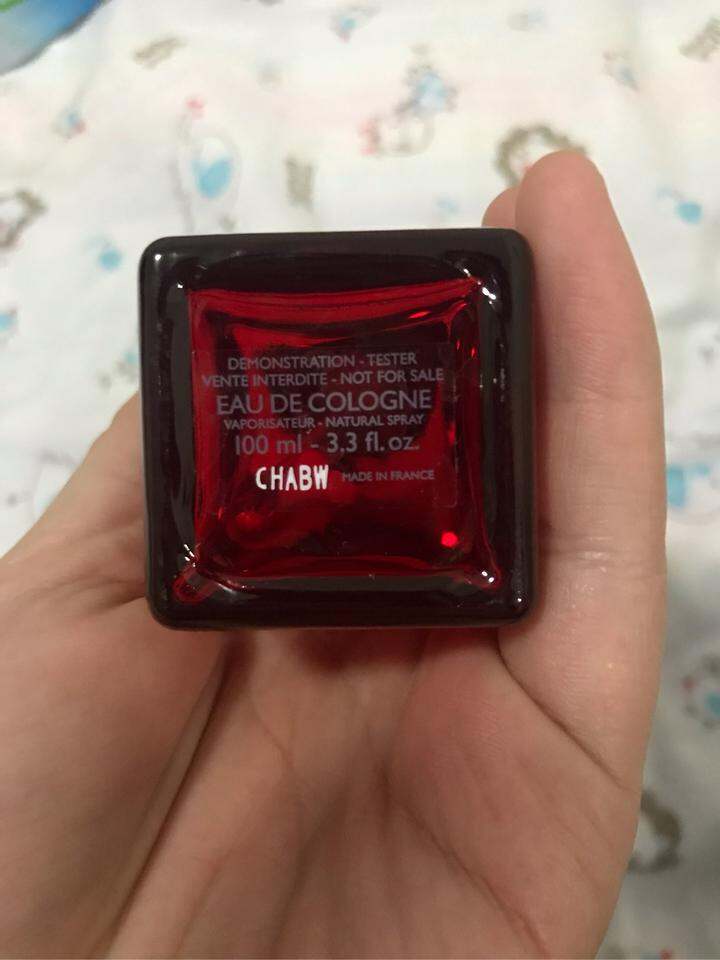 DEMONSTRATION - TESTER
VENTE INTERDITE - NOT FOR SALE
EAU DE COLOGNE
VAPORISATEUR - NATURAL SPRAY
100 ml - 3.3 fl. oz.
CHABW MADE IN FRANCE